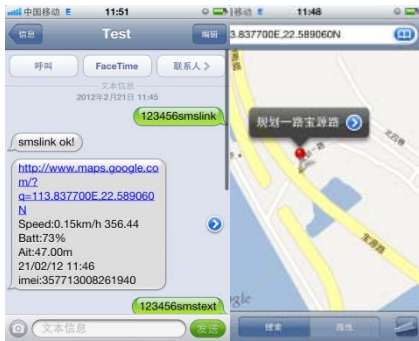 中国移动 E 11:51
信息 Test 编辑
呼叫 FaceTime 联系人
文本信息
2012年2月21日 11:45
123456smslink
smslink ok!
http://www.maps.google.co
m/?
q=113.837700E,22.589060
N
Speed:0.15km/h 356.44
Batt:73%
Ait:47.00m
21/02/12 11:46
imei:357713008261940
123456smstext
文本信息 发送
11:48
3.837700E,22.589060N
规划一路宝源路
宝源路
搜索 路线